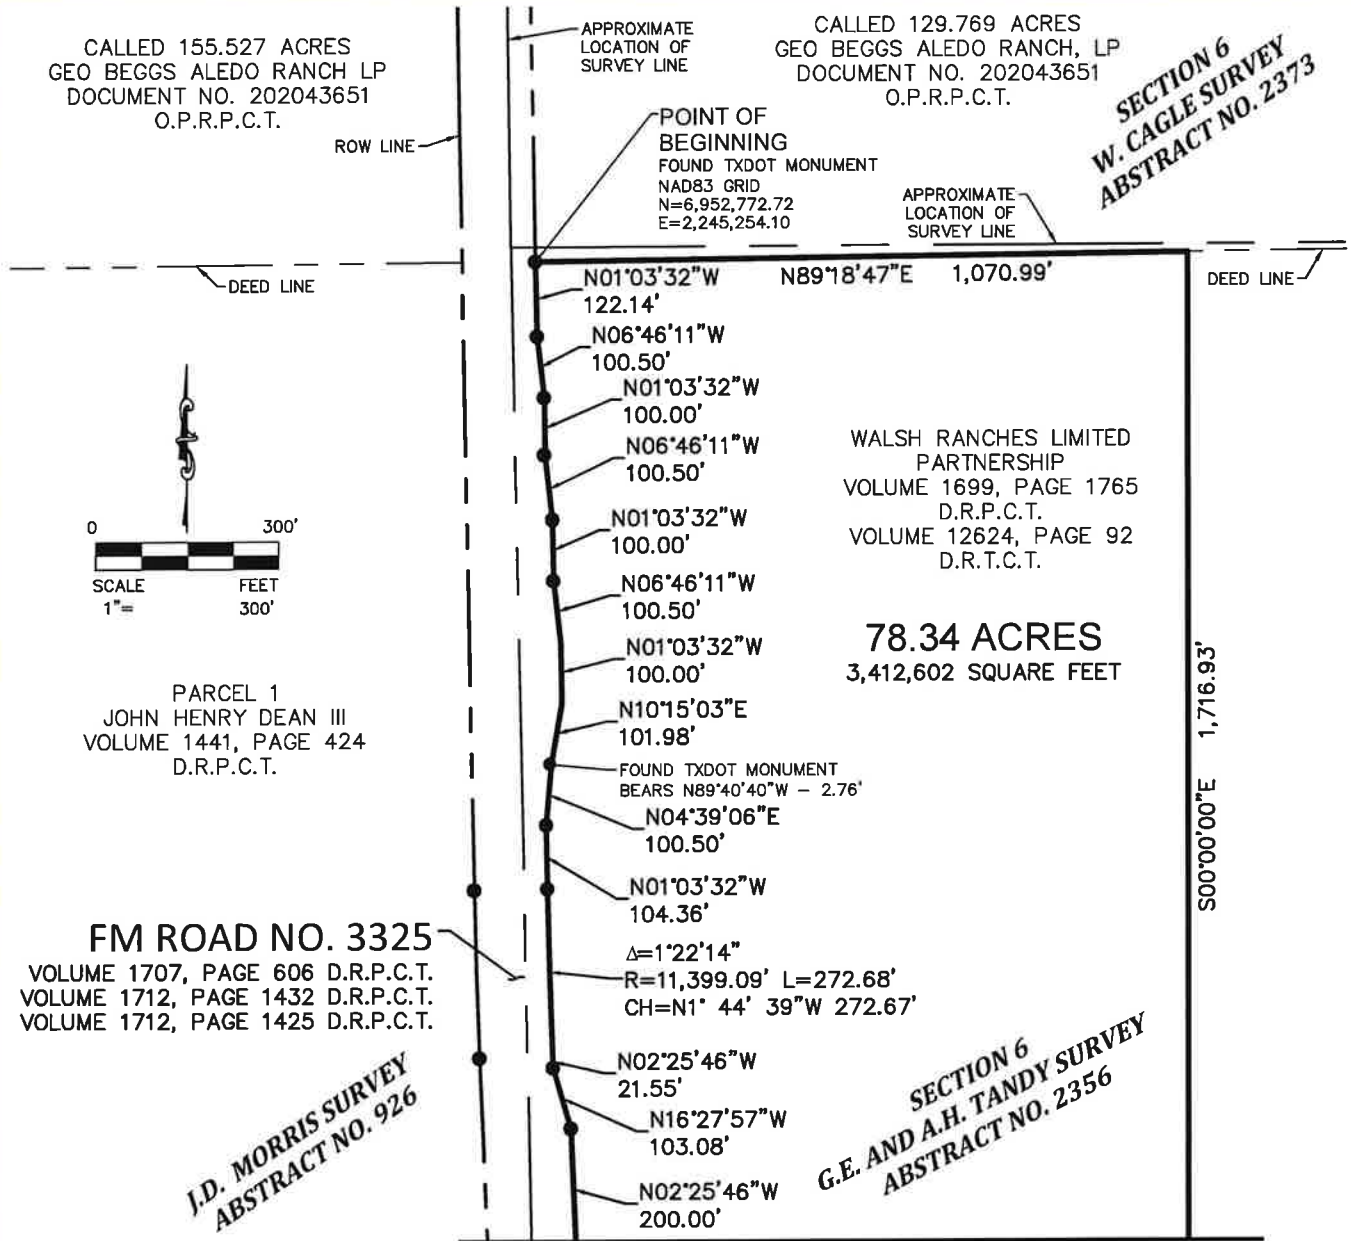 CALLED 155.527 ACRES
GEO BEGGS ALEDO RANCH LP
DOCUMENT NO. 202043651
O.P.R.P.C.T.
ROW LINE
APPROXIMATE
LOCATION OF
SURVEY LINE
CALLED 129.769 ACRES
GEO BEGGS ALEDO RANCH, LP
DOCUMENT NO. 202043651
O.P.R.P.C.T.
SECTION 6
W. CAGLE SURVEY
ABSTRACT NO. 2373
POINT OF
BEGINNING
FOUND TXDOT MONUMENT
NAD83 GRID
N=6,952,772.72
E=2,245,254.10
APPROXIMATE
LOCATION OF
SURVEY LINE
DEED LINE
N01°03'32"W
122.14'
N89°18'47"E 1,070.99'
DEED LINE
N06°46'11"W
100.50'
N01°03'32"W
100.00'
N06°46'11"W
100.50'
N01°03'32"W
100.00'
N06°46'11"W
100.50'
N01°03'32"W
100.00'
N10°15'03"E
101.98'
FOUND TXDOT MONUMENT
BEARS N89°40'40"W – 2.76'
N04°39'06"E
100.50'
N01°03'32"W
104.36'
Δ=1°22'14"
R=11,399.09' L=272.68'
CH=N1° 44' 39"W 272.67'
N02°25'46"W
21.55'
N16°27'57"W
103.08'
N02°25'46"W
200.00'
WALSH RANCHES LIMITED
PARTNERSHIP
VOLUME 1699, PAGE 1765
D.R.P.C.T.
VOLUME 12624, PAGE 92
D.R.T.C.T.
78.34 ACRES
3,412,602 SQUARE FEET
S00°00'00"E 1,716.93'
0 300'
SCALE FEET
1"= 300'
PARCEL 1
JOHN HENRY DEAN III
VOLUME 1441, PAGE 424
D.R.P.C.T.
FM ROAD NO. 3325
VOLUME 1707, PAGE 606 D.R.P.C.T.
VOLUME 1712, PAGE 1432 D.R.P.C.T.
VOLUME 1712, PAGE 1425 D.R.P.C.T.
J.D. MORRIS SURVEY
ABSTRACT NO. 926
SECTION 6
G.E. AND A.H. TANDY SURVEY
ABSTRACT NO. 2356